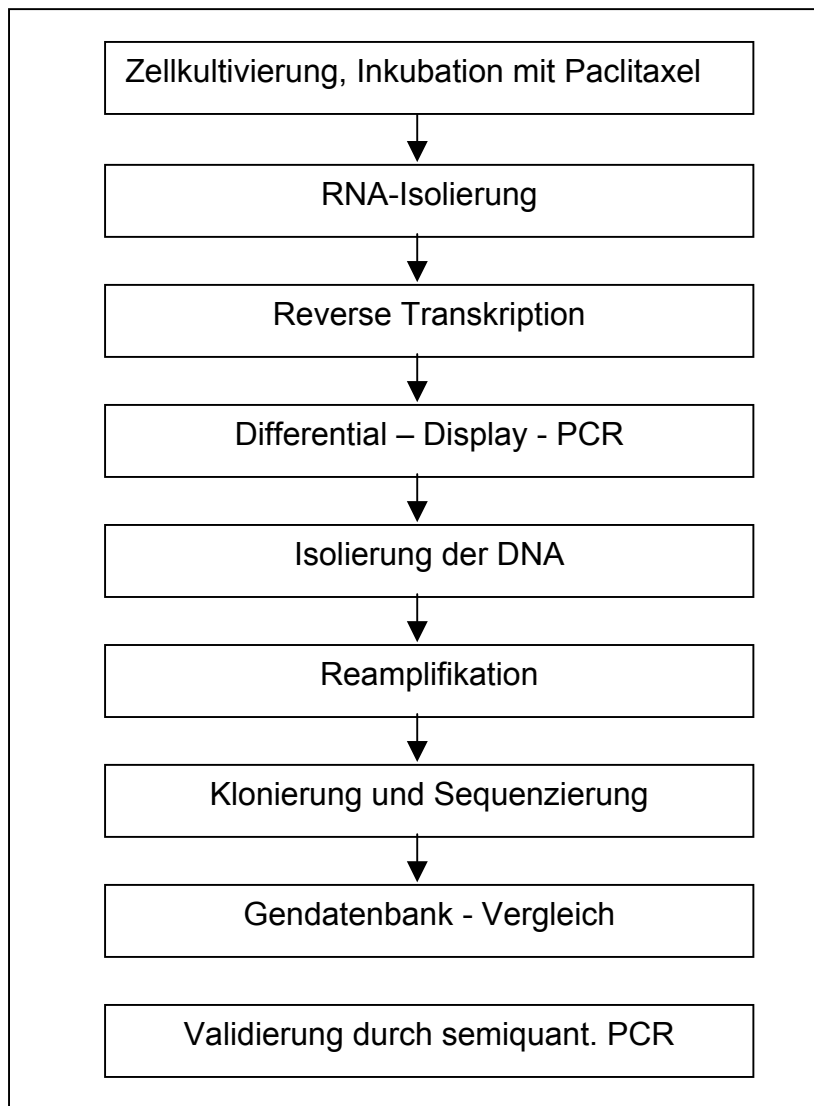 Zellkultivierung, Inkubation mit Paclitaxel
RNA-Isolierung
Reverse Transkription
Differential – Display - PCR
Isolierung der DNA
Reamplifikation
Klonierung und Sequenzierung
Gendatenbank - Vergleich
Validierung durch semiquant. PCR